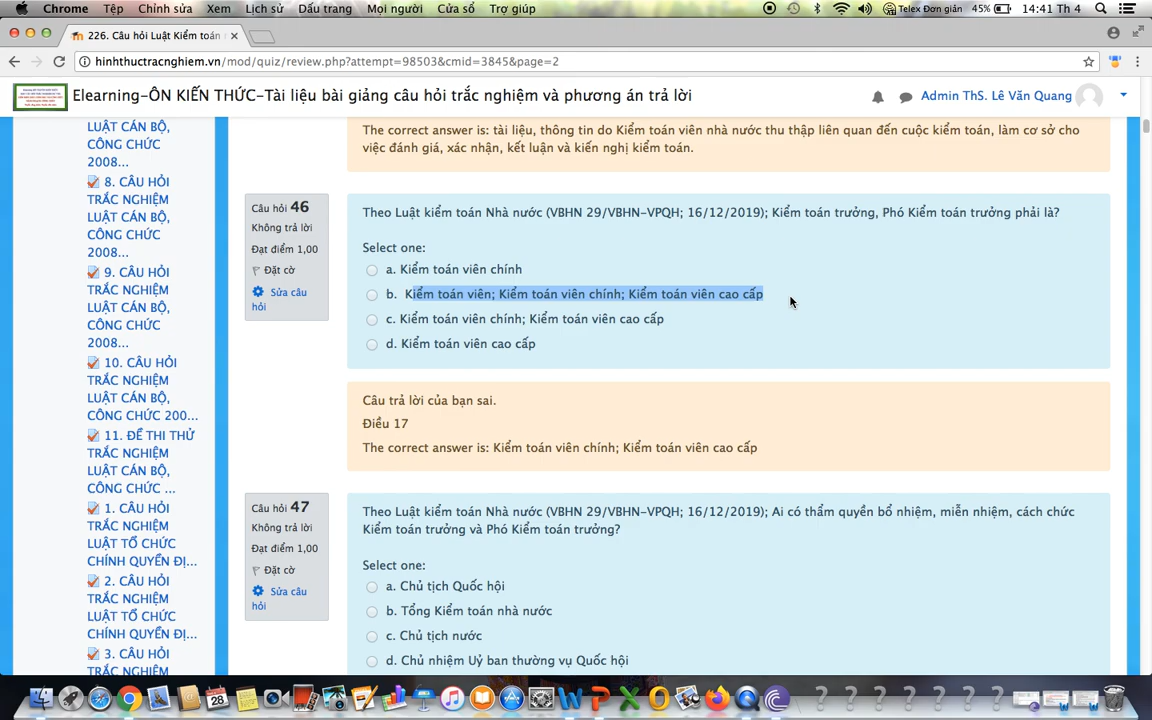 Chrome Tệp Chỉnh sửa Xem Lịch sử Dấu trang Mọi người Cửa sổ Trợ giúp Telex Đơn giản 45% 14:41 Th 4
226. Câu hỏi Luật Kiểm toán
hinhthuctracnghiem.vn/mod/quiz/review.php?attempt=98503&cmid=3845&page=2
Elearning-ÔN KIẾN THỨC-Tài liệu bài giảng câu hỏi trắc nghiệm và phương án trả lời
Admin ThS. Lê Văn Quang
LUẬT CÁN BỘ,
CÔNG CHỨC
2008...
8. CÂU HỎI
TRẮC NGHIỆM
LUẬT CÁN BỘ,
CÔNG CHỨC
2008...
9. CÂU HỎI
TRẮC NGHIỆM
LUẬT CÁN BỘ,
CÔNG CHỨC
2008...
10. CÂU HỎI
TRẮC NGHIỆM
LUẬT CÁN BỘ,
CÔNG CHỨC 200...
11. ĐỀ THI THỬ
TRẮC NGHIỆM
LUẬT CÁN BỘ,
CÔNG CHỨC ...
1. CÂU HỎI
TRẮC NGHIỆM
LUẬT TỔ CHỨC
CHÍNH QUYỀN ĐỊ...
2. CÂU HỎI
TRẮC NGHIỆM
LUẬT TỔ CHỨC
CHÍNH QUYỀN ĐỊ...
3. CÂU HỎI
TRẮC NGHIỆM
The correct answer is: tài liệu, thông tin do Kiểm toán viên nhà nước thu thập liên quan đến cuộc kiểm toán, làm cơ sở cho
việc đánh giá, xác nhận, kết luận và kiến nghị kiểm toán.
Câu hỏi 46
Không trả lời
Đạt điểm 1,00
Đặt cờ
Sửa câu
hỏi
Theo Luật kiểm toán Nhà nước (VBHN 29/VBHN-VPQH; 16/12/2019); Kiểm toán trưởng, Phó Kiểm toán trưởng phải là?
Select one:
a. Kiểm toán viên chính
b. Kiểm toán viên; Kiểm toán viên chính; Kiểm toán viên cao cấp
c. Kiểm toán viên chính; Kiểm toán viên cao cấp
d. Kiểm toán viên cao cấp
Câu trả lời của bạn sai.
Điều 17
The correct answer is: Kiểm toán viên chính; Kiểm toán viên cao cấp
Câu hỏi 47
Không trả lời
Đạt điểm 1,00
Đặt cờ
Sửa câu
hỏi
Theo Luật kiểm toán Nhà nước (VBHN 29/VBHN-VPQH; 16/12/2019); Ai có thẩm quyền bổ nhiệm, miễn nhiệm, cách chức
Kiểm toán trưởng và Phó Kiểm toán trưởng?
Select one:
a. Chủ tịch Quốc hội
b. Tổng Kiểm toán nhà nước
c. Chủ tịch nước
d. Chủ nhiệm Uỷ ban thường vụ Quốc hội